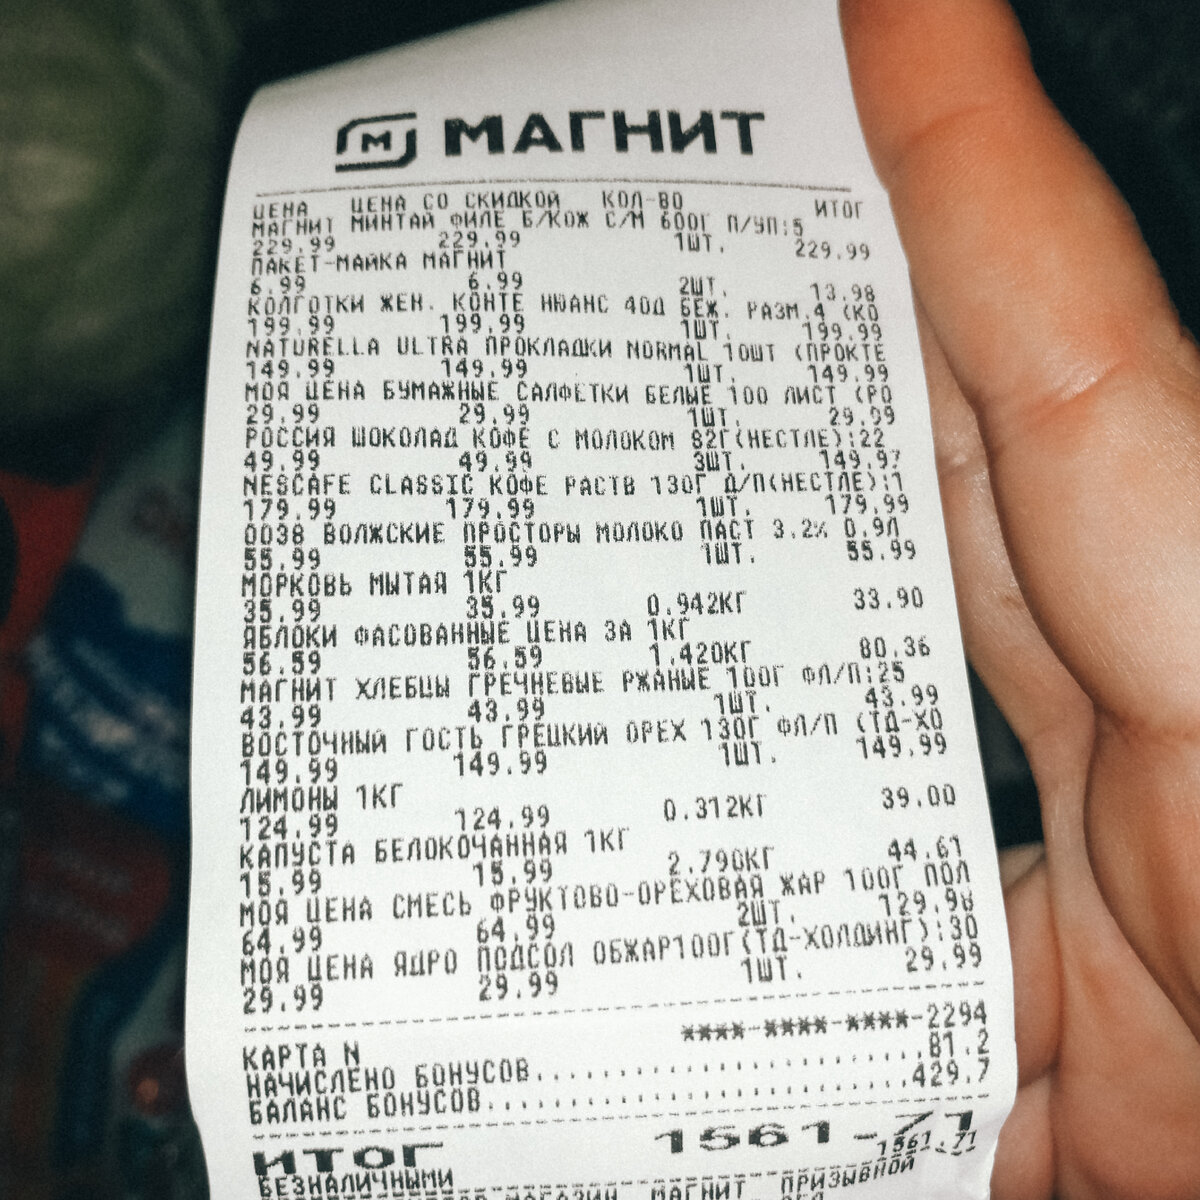 М МАГНИТ
ЦЕНА ЦЕНА СО СКИДКОЙ КОЛ-ВО ИТОГ
МАГНИТ МИНТАЙ ФИЛЕ Б/КОЖ С/М 600Г П/УП:5
229.99 229.99 1ШТ. 229.99
ПАКЕТ-МАЙКА МАГНИТ
6.99 6.99 2ШТ. 13.98
КОЛГОТКИ ЖЕН. КОНТЕ НЮАНС 40Д БЕЖ. РАЗМ.4 (КО
199.99 199.99 1ШТ. 199.99
NATURELLA ULTRA ПРОКЛАДКИ NORMAL 10ШТ (ПРОКТЕ
149.99 149.99 1ШТ. 149.99
МОЯ ЦЕНА БУМАЖНЫЕ САЛФЕТКИ БЕЛЫЕ 100 ЛИСТ (РО
29.99 29.99 1ШТ. 29.99
РОССИЯ ШОКОЛАД КОФЕ С МОЛОКОМ 82Г(НЕСТЛЕ):22
49.99 49.99 3ШТ. 149.97
NESCAFE CLASSIC КОФЕ РАСТВ 130Г Д/П(НЕСТЛЕ):1
179.99 179.99 1ШТ. 179.99
0038 ВОЛЖСКИЕ ПРОСТОРЫ МОЛОКО ПАСТ 3.2% 0.9Л
55.99 55.99 1ШТ. 55.99
МОРКОВЬ МЫТАЯ 1КГ
35.99 35.99 0.942КГ 33.90
ЯБЛОКИ ФАСОВАННЫЕ ЦЕНА ЗА 1КГ
56.59 56.59 1.420КГ 80.36
МАГНИТ ХЛЕБЦЫ ГРЕЧНЕВЫЕ РЖАНЫЕ 100Г ФЛ/П:25
43.99 43.99 1ШТ. 43.99
ВОСТОЧНЫЙ ГОСТЬ ГРЕЦКИЙ ОРЕХ 130Г ФЛ/П (ТД-ХО
149.99 149.99 1ШТ. 149.99
ЛИМОНЫ 1КГ
124.99 124.99 0.312КГ 39.00
КАПУСТА БЕЛОКОЧАННАЯ 1КГ
15.99 15.99 2.790КГ 44.61
МОЯ ЦЕНА СМЕСЬ ФРУКТОВО-ОРЕХОВАЯ ЖАР 100Г ПОЛ
64.99 64.99 2ШТ. 129.98
МОЯ ЦЕНА ЯДРО ПОДСОЛ ОБЖАР100Г(ТД-ХОЛДИНГ):30
29.99 29.99 1ШТ. 29.99
КАРТА N ****-****-****-2294
НАЧИСЛЕНО БОНУСОВ..........................81.2
БАЛАНС БОНУСОВ............................429.7
ИТОГ 1561-71
БЕЗНАЛИЧНЫМИ 1561.71
МАГАЗИН МАГНИТ ПРИЗЫВНОЙ